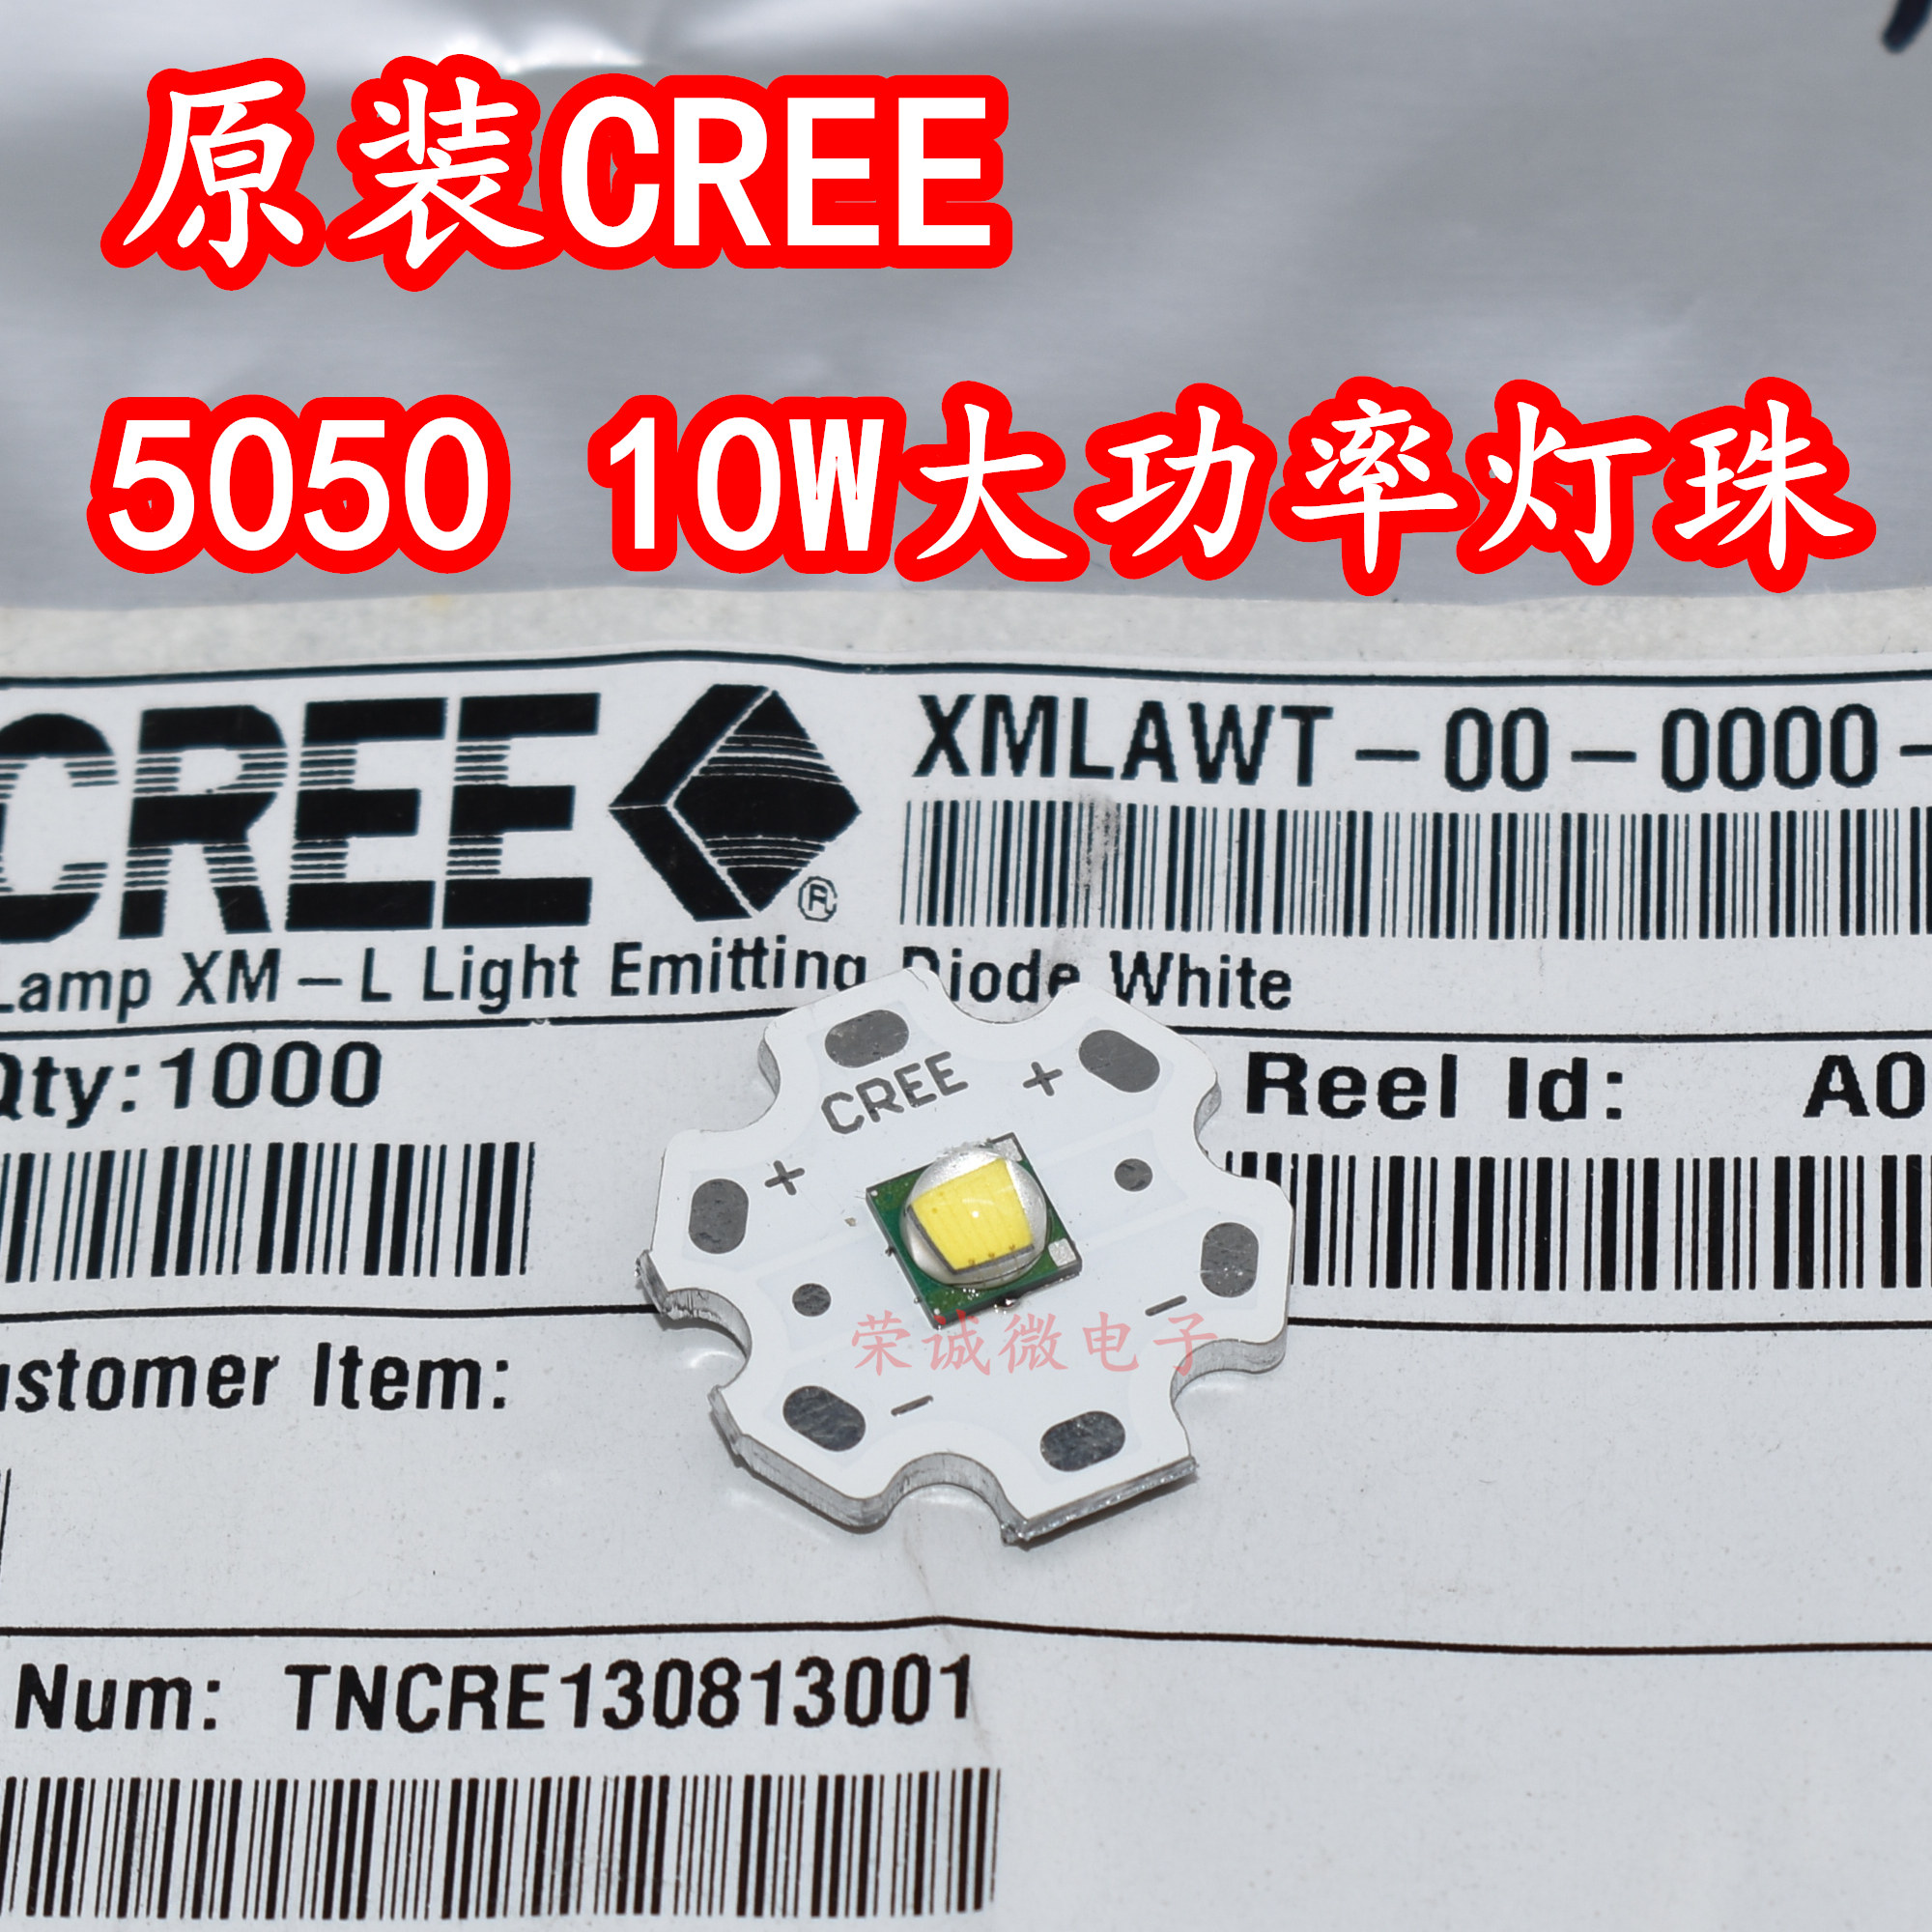 原装CREE
5050 10W大功率灯珠
CREE
XMLAWT-00-0000-
Lamp XM-L Light Emitting Diode White
Qty:1000
Reel Id: A0
CREE
+
+
-
-
荣诚微电子
ustomer Item:
Num: TNCRE130813001